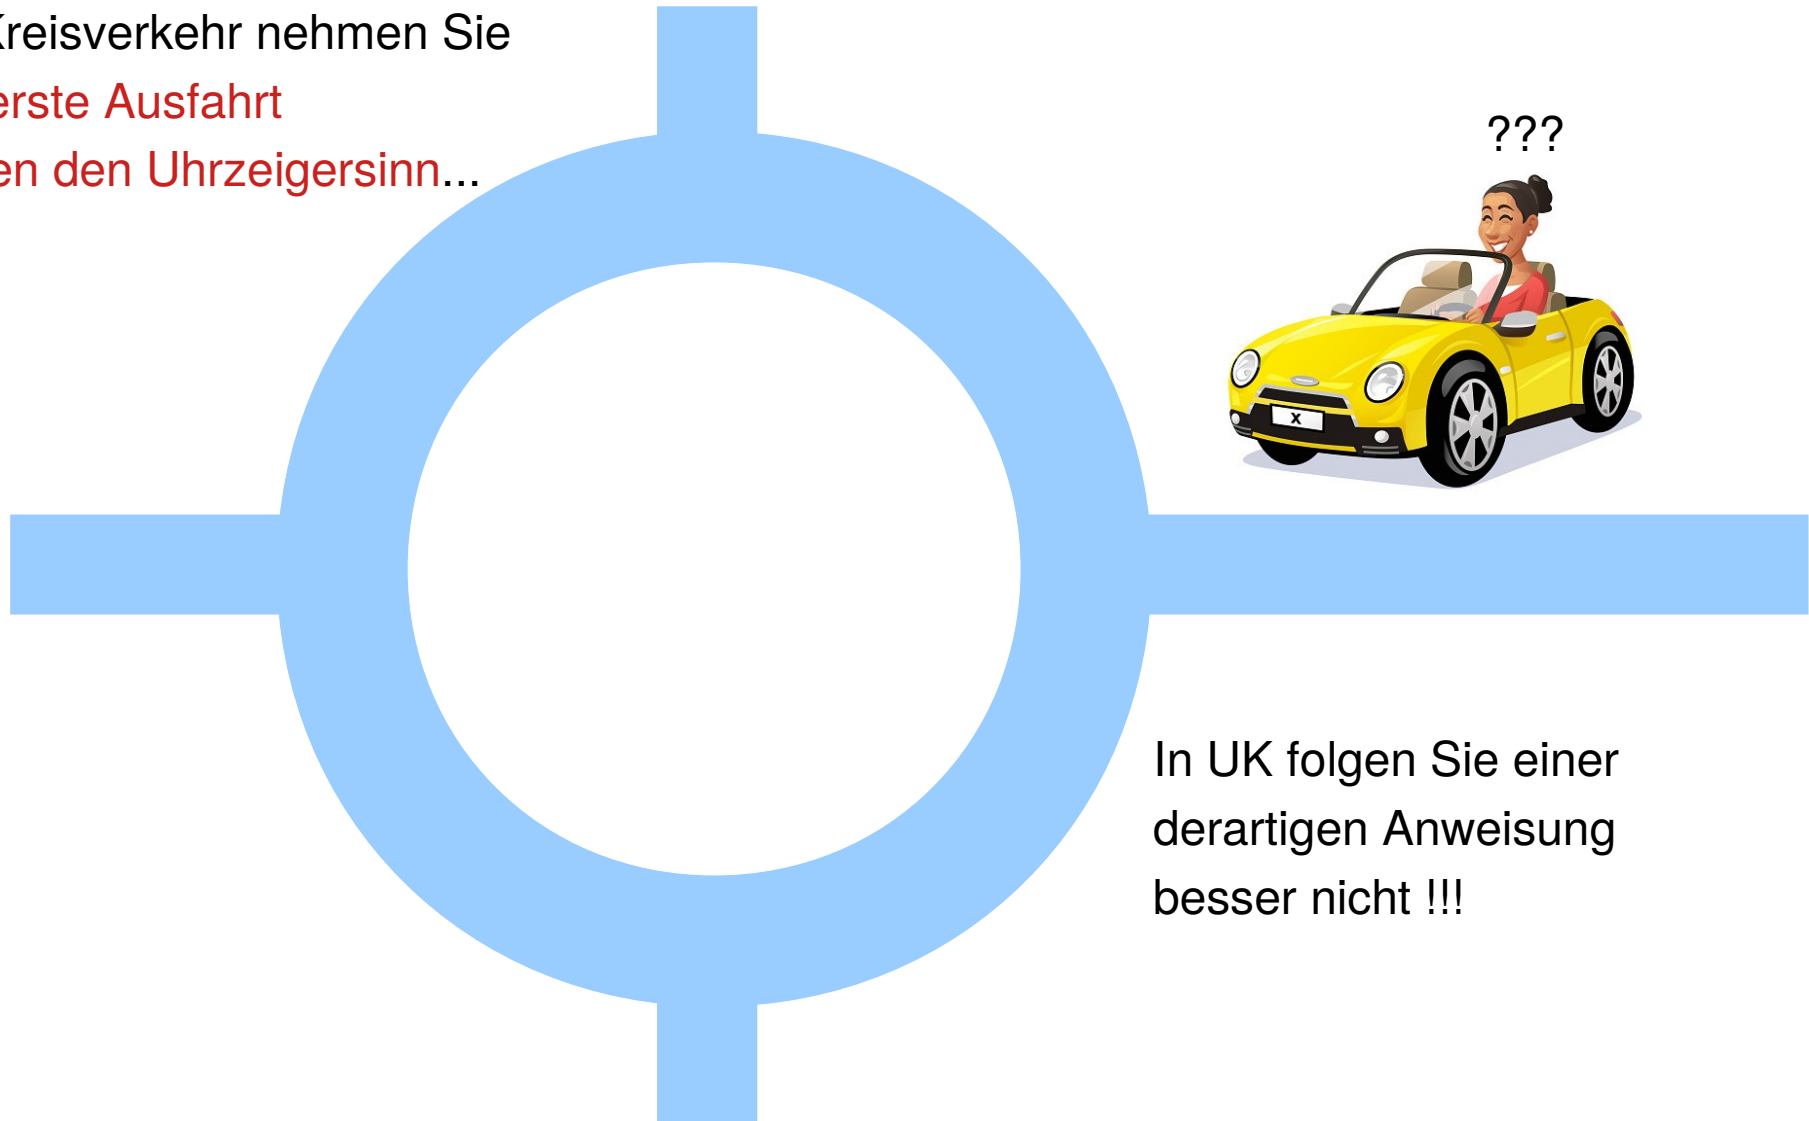 Kreisverkehr nehmen Sie
erste Ausfahrt
en den Uhrzeigersinn...
???
X
In UK folgen Sie einer
derartigen Anweisung
besser nicht !!!